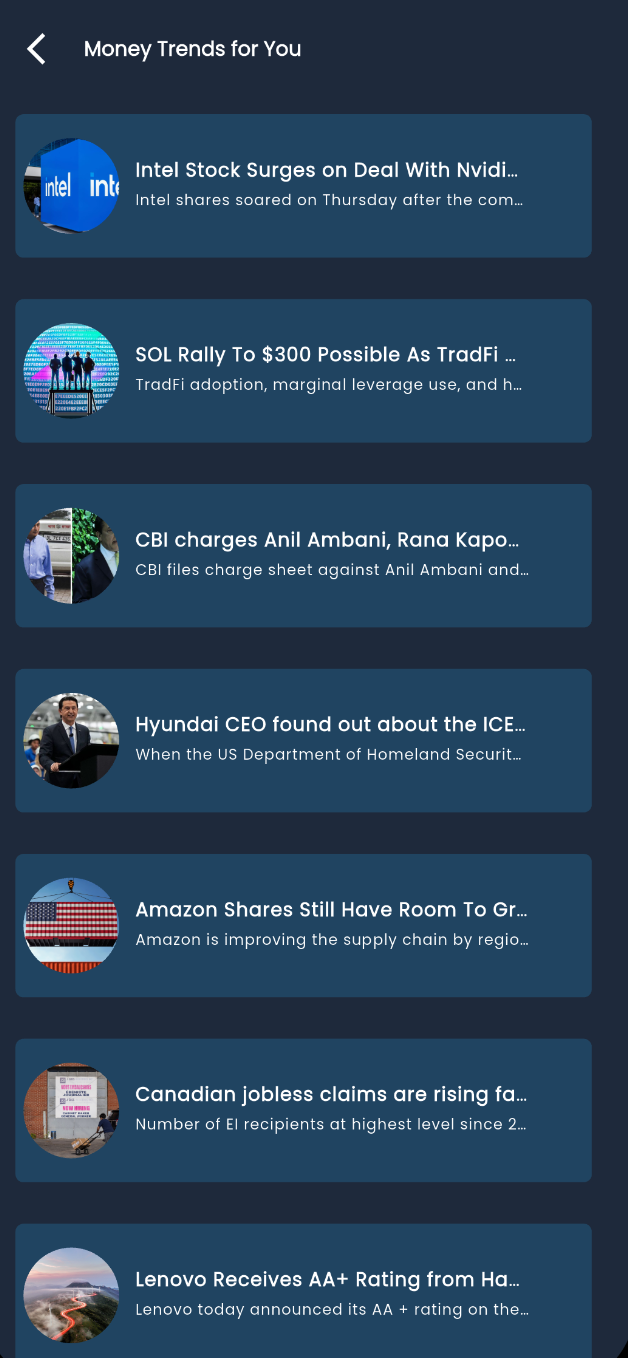 Money Trends for You
intel inte
Intel Stock Surges on Deal With Nvidi...
Intel shares soared on Thursday after the com...
SOL Rally To $300 Possible As TradFi ...
TradFi adoption, marginal leverage use, and h...
CBI charges Anil Ambani, Rana Kapo...
CBI files charge sheet against Anil Ambani and...
Hyundai CEO found out about the ICE...
When the US Department of Homeland Securit...
Amazon Shares Still Have Room To Gr...
Amazon is improving the supply chain by regio...
NOW HIRING
Canadian jobless claims are rising fa...
Number of EI recipients at highest level since 2...
Lenovo Receives AA+ Rating from Ha...
Lenovo today announced its AA + rating on the...